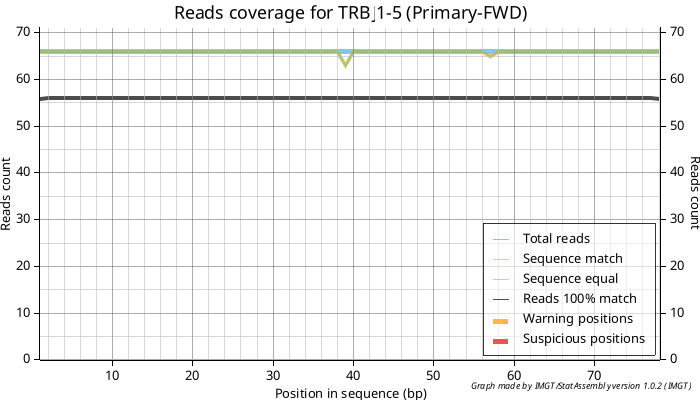 Reads coverage for TRBJ1-5 (Primary-FWD)
70 70
60 60
50 50
40 40
30 30
20 20
10 10
0 0
Reads count
Reads count
Total reads
Sequence match
Sequence equal
Reads 100% match
Warning positions
Suspicious positions
10 20 30 40 50 60 70
Position in sequence (bp)
Graph made by IMGT/StatAssembly version 1.0.2 (IMGT)